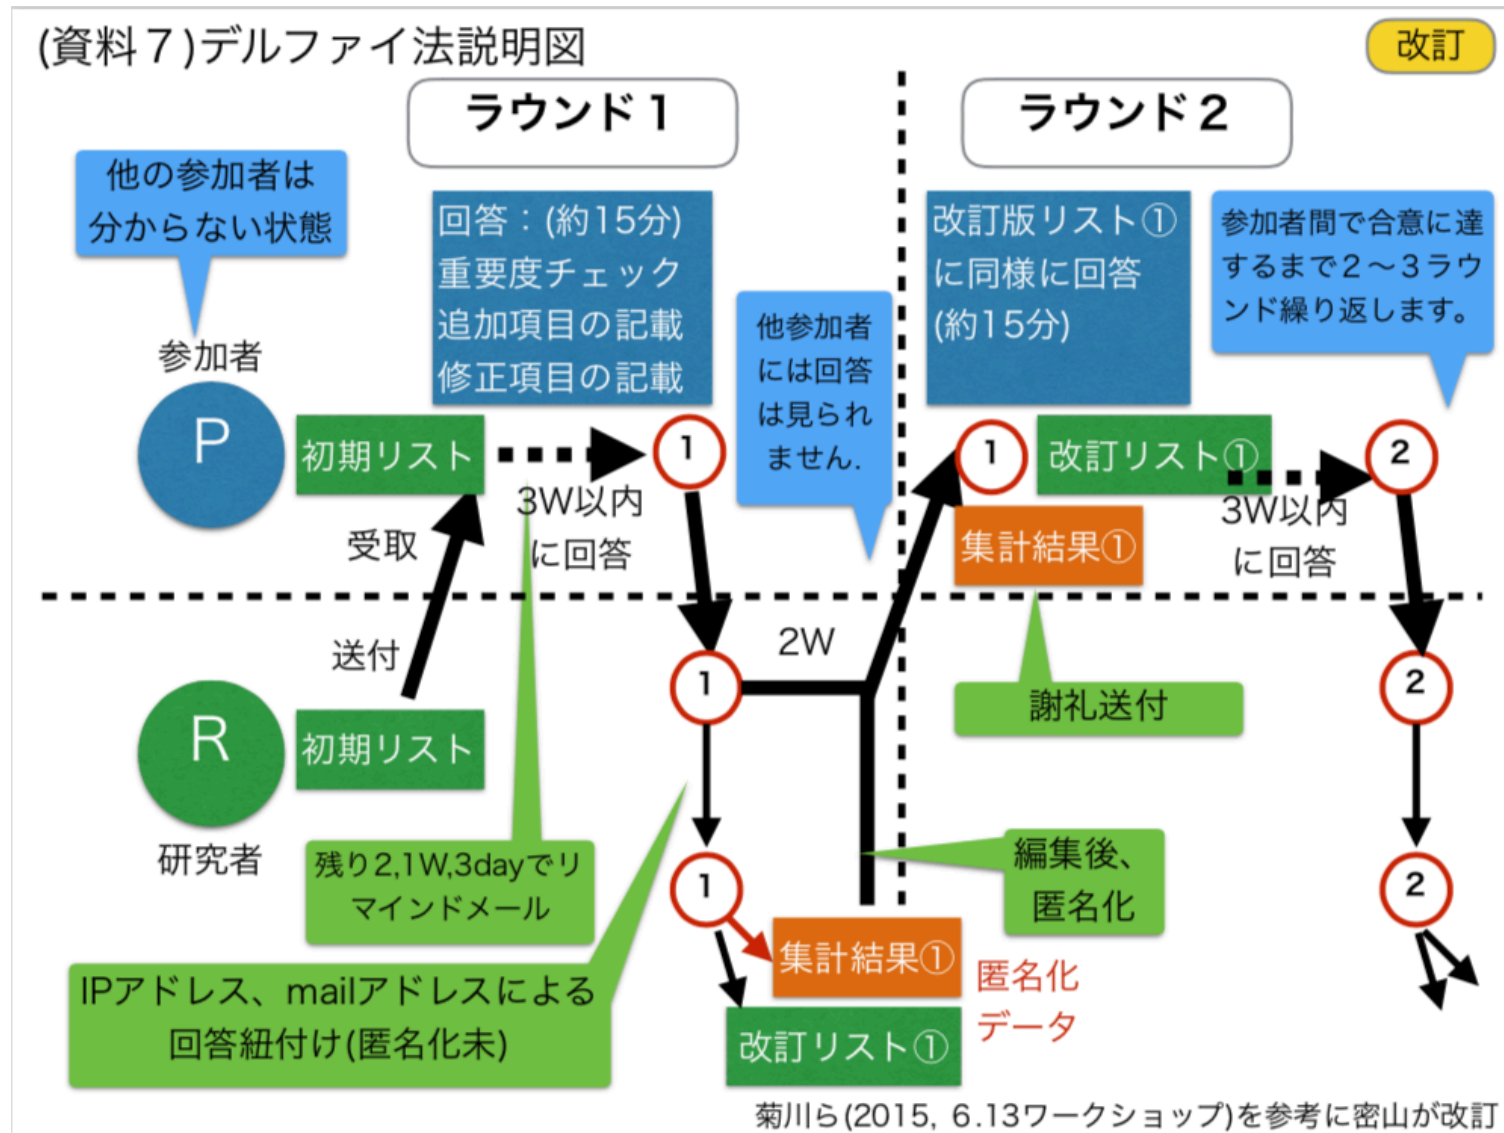 (資料７)デルファイ法説明図
改訂
ラウンド１
ラウンド２
他の参加者は
分からない状態
回答：(約15分)
重要度チェック
追加項目の記載
修正項目の記載
他参加者
には回答
は見られ
ません.
改訂版リスト①
に同様に回答
(約15分)
参加者間で合意に達
するまで２〜３ラウ
ンド繰り返します。
参加者
P
初期リスト
3W以内
に回答
1
1
改訂リスト①
集計結果①
3W以内
に回答
2
受取
送付
2W
1
謝礼送付
2
R
初期リスト
研究者
残り2,1W,3dayでリ
マインドメール
1
編集後、
匿名化
2
IPアドレス、mailアドレスによる
回答紐付け(匿名化未)
集計結果①
匿名化
データ
改訂リスト①
菊川ら(2015, 6.13ワークショップ)を参考に密山が改訂